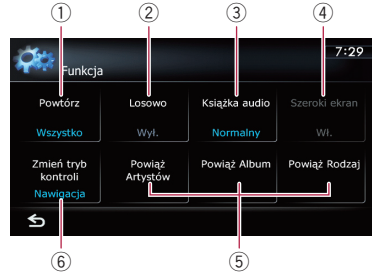 ① ② ③ ④
7:29
Funkcja
Powtórz Losowo Książka audio Szeroki ekran
Wszystko Wył. Normalny Wł.
Zmień tryb kontroli
Nawigacja
Powiąż Artystów
Powiąż Album
Powiąż Rodzaj
⑥ ⑤